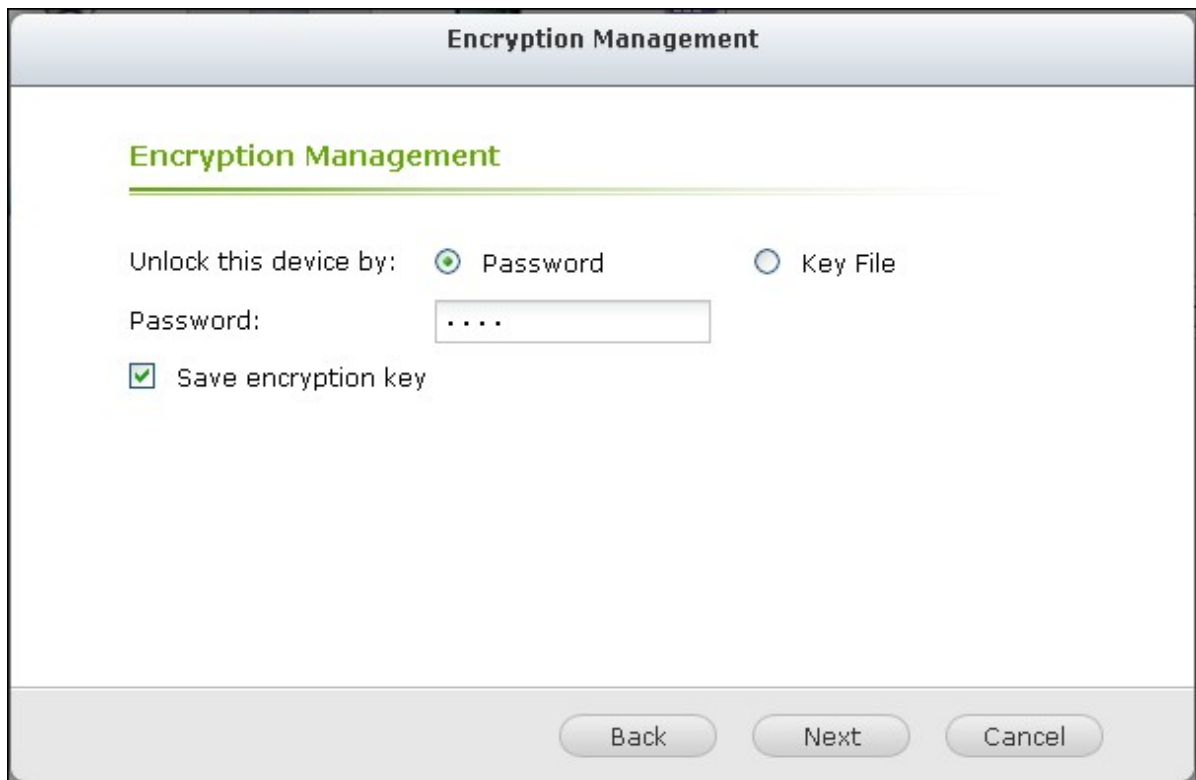 Encryption Management
Encryption Management
Unlock this device by: Password Key File
Password: ....
Save encryption key
Back Next Cancel